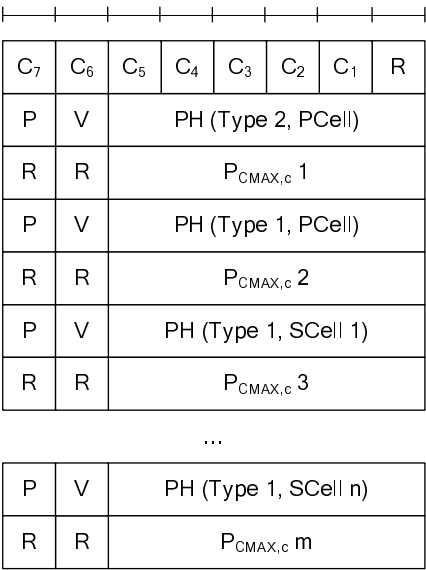 C7 C6 C5 C4 C3 C2 C1 R
P V PH (Type 2, PCell)
R R PCMAX,c 1
P V PH (Type 1, PCell)
R R PCMAX,c 2
P V PH (Type 1, SCell 1)
R R PCMAX,c 3
...
P V PH (Type 1, SCell n)
R R PCMAX,c m